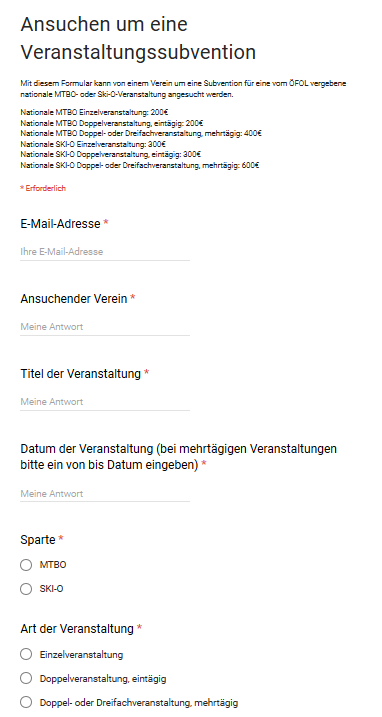 Ansuchen um eine
Veranstaltungssubvention
Mit diesem Formular kann von einem Verein um eine Subvention für eine vom ÖFOL vergebene
nationale MTBO- oder Ski-O-Veranstaltung angesucht werden.
Nationale MTBO Einzelveranstaltung: 200€
Nationale MTBO Doppelveranstaltung, eintägig: 200€
Nationale MTBO Doppel- oder Dreifachveranstaltung, mehrtägig: 400€
Nationale SKI-O Einzelveranstaltung: 300€
Nationale SKI-O Doppelveranstaltung, eintägig: 300€
Nationale SKI-O Doppel- oder Dreifachveranstaltung, mehrtägig: 600€
* Erforderlich
E-Mail-Adresse *
Ihre E-Mail-Adresse
Ansuchender Verein *
Meine Antwort
Titel der Veranstaltung *
Meine Antwort
Datum der Veranstaltung (bei mehrtägigen Veranstaltungen
bitte ein von bis Datum eingeben) *
Meine Antwort
Sparte *
MTBO
SKI-O
Art der Veranstaltung *
Einzelveranstaltung
Doppelveranstaltung, eintägig
Doppel- oder Dreifachveranstaltung, mehrtägig